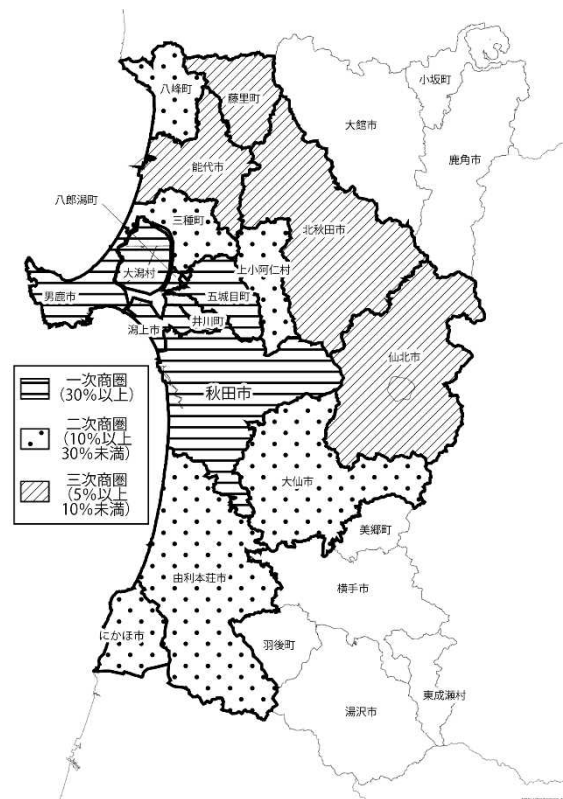 八峰町
藤里町
小坂町
大館市
鹿角市
能代市
八郎潟町
三種町
北秋田市
上小阿仁村
大潟村
男鹿市
五城目町
井川町
潟上市
仙北市
秋田市
一次商圏
(30%以上)
二次商圏
(10%以上
30%未満)
三次商圏
(5%以上
10%未満)
大仙市
美郷町
由利本荘市
横手市
にかほ市
羽後町
東成瀬村
湯沢市